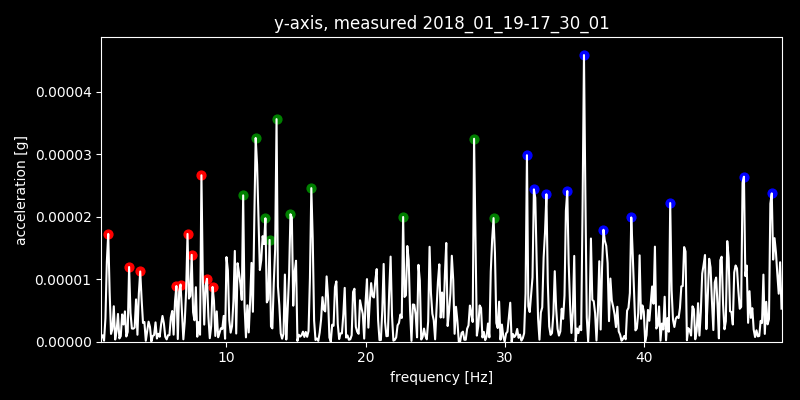 y-axis, measured 2018_01_19-17_30_01
acceleration [g]
0.00004
0.00003
0.00002
0.00001
0.00000
10 20 30 40
frequency [Hz]